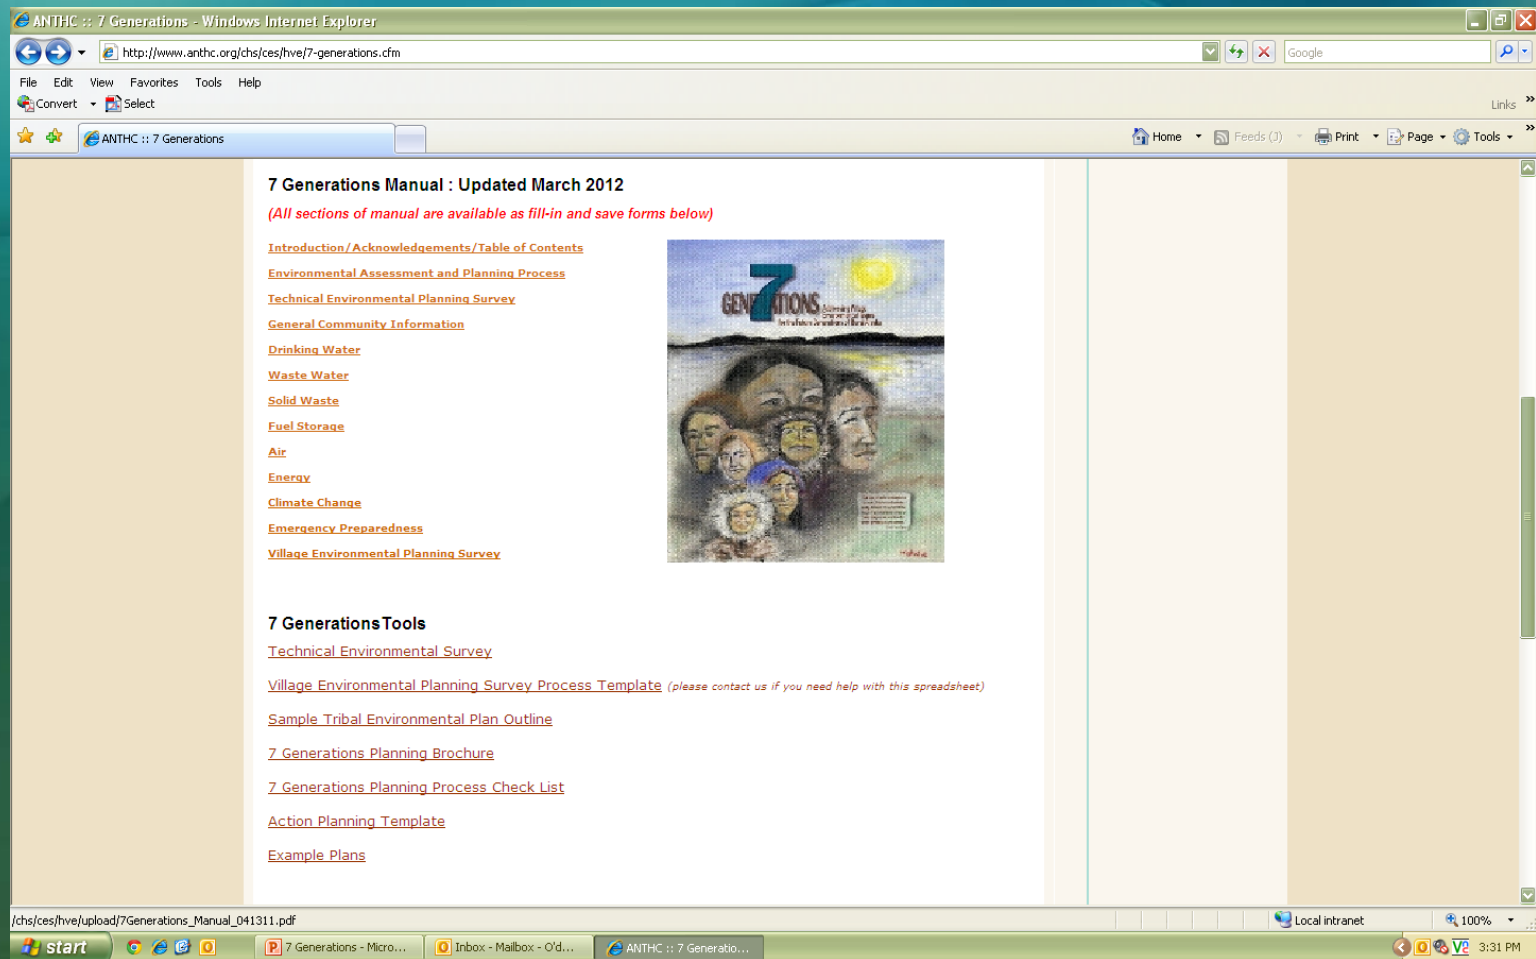 ANTHC :: 7 Generations - Windows Internet Explorer
http://www.anthc.org/chs/ces/hve/7-generations.cfm
Google
File Edit View Favorites Tools Help
Convert Select
Links »
ANTHC :: 7 Generations
Home Feeds (J) Print Page Tools »
7 Generations Manual : Updated March 2012
(All sections of manual are available as fill-in and save forms below)
Introduction/Acknowledgements/Table of Contents
Environmental Assessment and Planning Process
Technical Environmental Planning Survey
General Community Information
Drinking Water
Waste Water
Solid Waste
Fuel Storage
Air
Energy
Climate Change
Emergency Preparedness
Village Environmental Planning Survey
7
GENERATIONS
7 GenerationsTools
Technical Environmental Survey
Village Environmental Planning Survey Process Template (please contact us if you need help with this spreadsheet)
Sample Tribal Environmental Plan Outline
7 Generations Planning Brochure
7 Generations Planning Process Check List
Action Planning Template
Example Plans
/chs/ces/hve/upload/7Generations_Manual_041311.pdf
Local intranet
100%
start
7 Generations - Micro...
Inbox - Mailbox - O'd...
ANTHC :: 7 Generatio...
3:31 PM